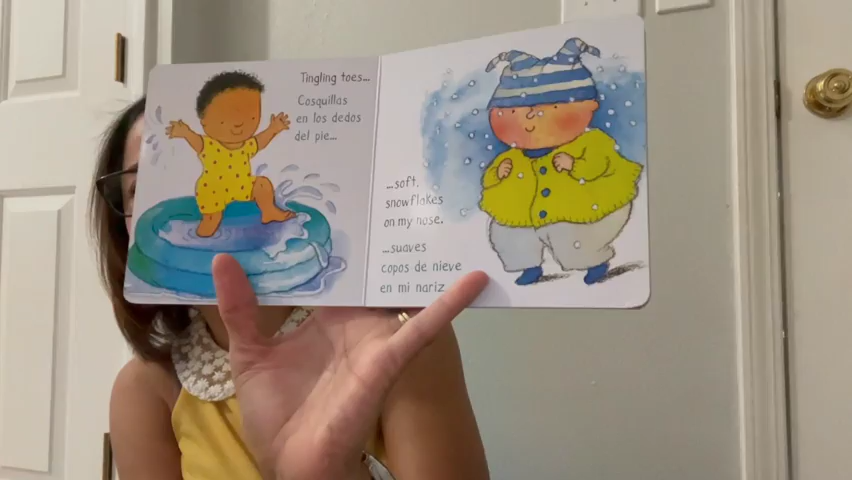 Tingling toes...
Cosquillas
en los dedos
del pie...
...soft,
snowflakes
on my nose.
...suaves
copos de nieve
en mi nariz